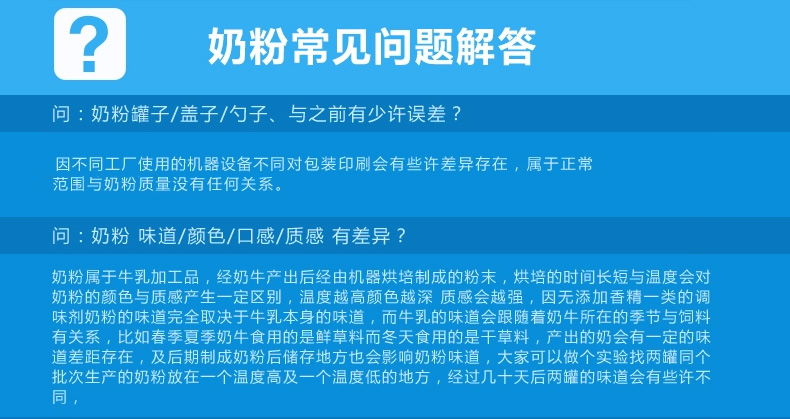 ?
奶粉常见问题解答
问：奶粉罐子/盖子/勺子、与之前有少许误差？
因不同工厂使用的机器设备不同对包装印刷会有些许差异存在，属于正常
范围与奶粉质量没有任何关系。
问：奶粉 味道/颜色/口感/质感 有差异？
奶粉属于牛乳加工品，经奶牛产出后经由机器烘培制成的粉末，烘培的时间长短与温度会对
奶粉的颜色与质感产生一定区别，温度越高颜色越深 质感会越强，因无添加香精一类的调
味剂奶粉的味道完全取决于牛乳本身的味道，而牛乳的味道会跟随着奶牛所在的季节与饲料
有关系，比如春季夏季奶牛食用的是鲜草料而冬天食用的是干草料，产出的奶会有一定的味
道差距存在，及后期制成奶粉后储存地方也会影响奶粉味道，大家可以做个实验找两罐同个
批次生产的奶粉放在一个温度高及一个温度低的地方，经过几十天后两罐的味道会有些许不
同，